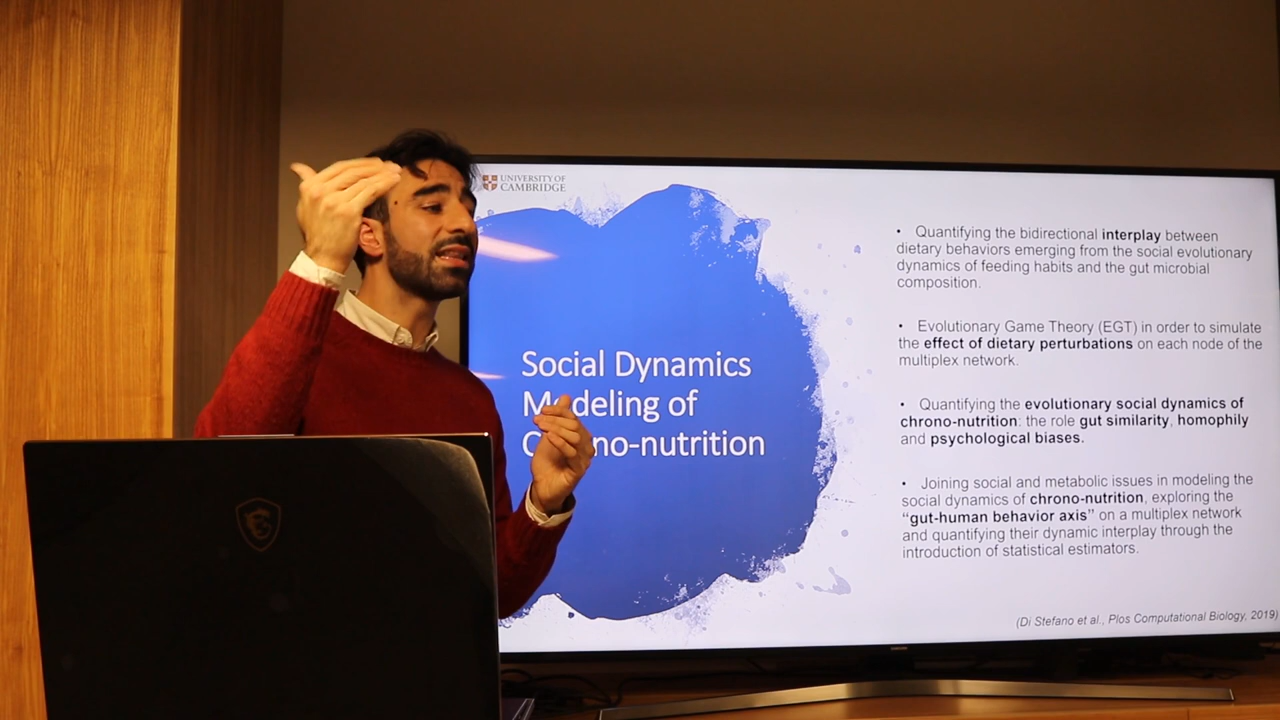 UNIVERSITY OF
CAMBRIDGE
Social Dynamics
Modeling of
no-nutrition
• Quantifying the bidirectional interplay between
dietary behaviors emerging from the social evolutionary
dynamics of feeding habits and the gut microbial
composition.
• Evolutionary Game Theory (EGT) in order to simulate
the effect of dietary perturbations on each node of the
multiplex network.
• Quantifying the evolutionary social dynamics of
chrono-nutrition: the role gut similarity, homophily
and psychological biases.
• Joining social and metabolic issues in modeling the
social dynamics of chrono-nutrition, exploring the
“gut-human behavior axis” on a multiplex network
and quantifying their dynamic interplay through the
introduction of statistical estimators.
(Di Stefano et al., Plos Computational Biology, 2019)
SAMSUNG